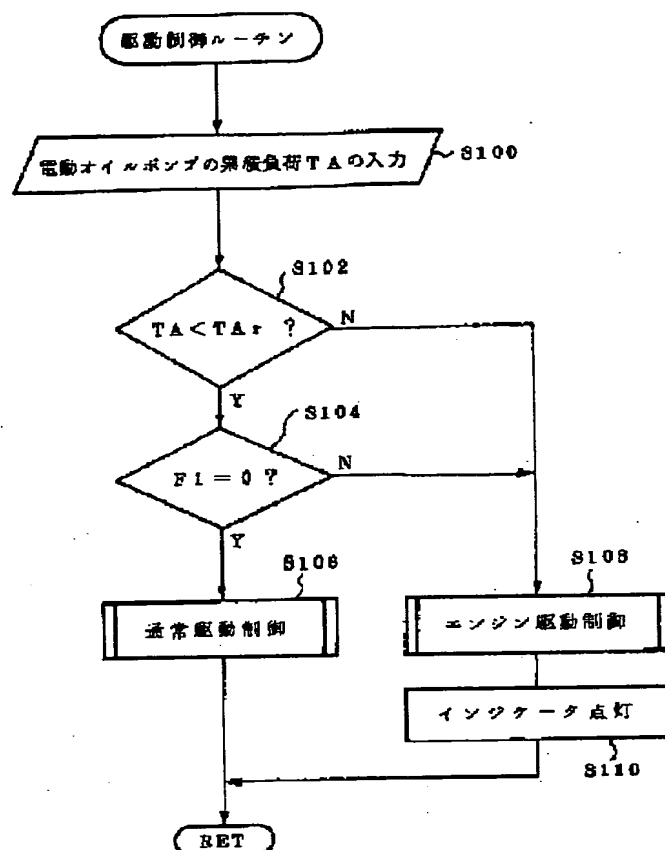 駆動制御ルーチン
電動オイルポンプの累積負荷TAの入力
S100
S102
TA<TAr ?
N
Y
S104
F1=0?
N
Y
S106
通常駆動制御
S108
エンジン駆動制御
インジケータ点灯
S110
RET